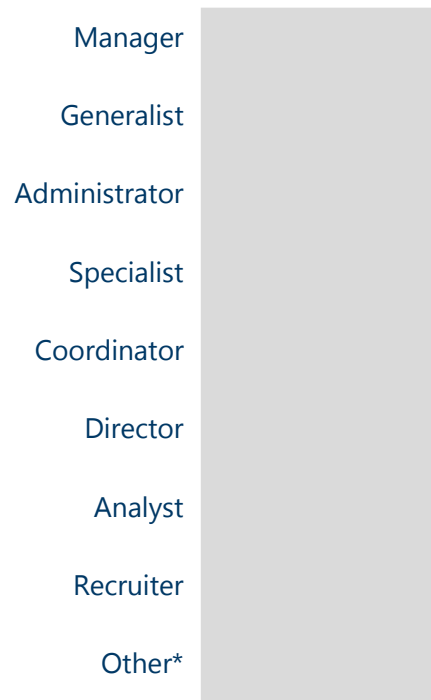 Manager
Generalist
Administrator
Specialist
Coordinator
Director
Analyst
Recruiter
Other*